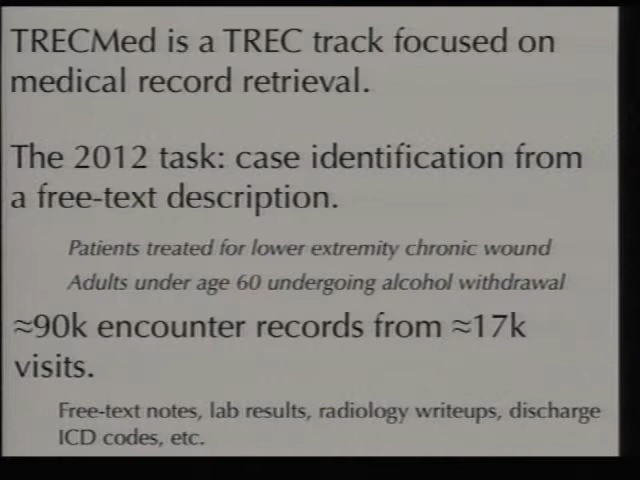 TRECMed is a TREC track focused on
medical record retrieval.
The 2012 task: case identification from
a free-text description.
Patients treated for lower extremity chronic wound
Adults under age 60 undergoing alcohol withdrawal
≈90k encounter records from ≈17k
visits.
Free-text notes, lab results, radiology writeups, discharge
ICD codes, etc.